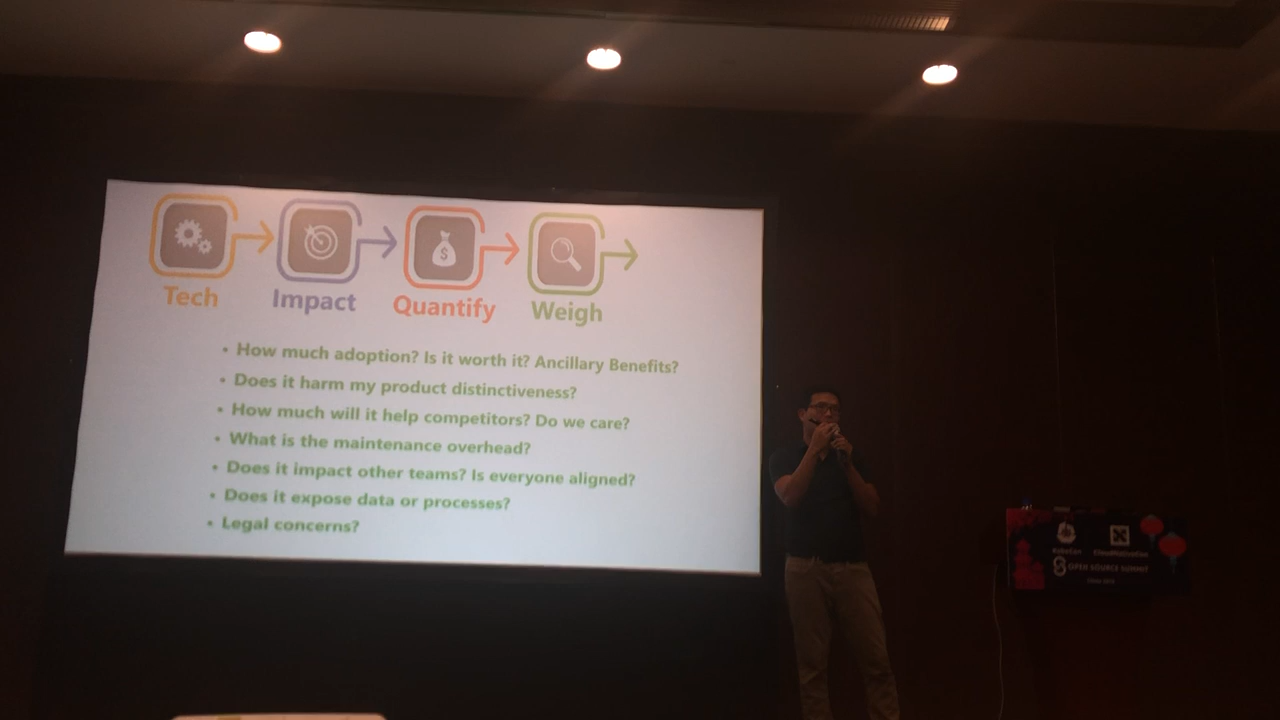 Tech
Impact
Quantify
Weigh
• How much adoption? Is it worth it? Ancillary Benefits?
• Does it harm my product distinctiveness?
• How much will it help competitors? Do we care?
• What is the maintenance overhead?
• Does it impact other teams? Is everyone aligned?
• Does it expose data or processes?
• Legal concerns?
KubeCon
CloudNativeCon
OPEN SOURCE SUMMIT